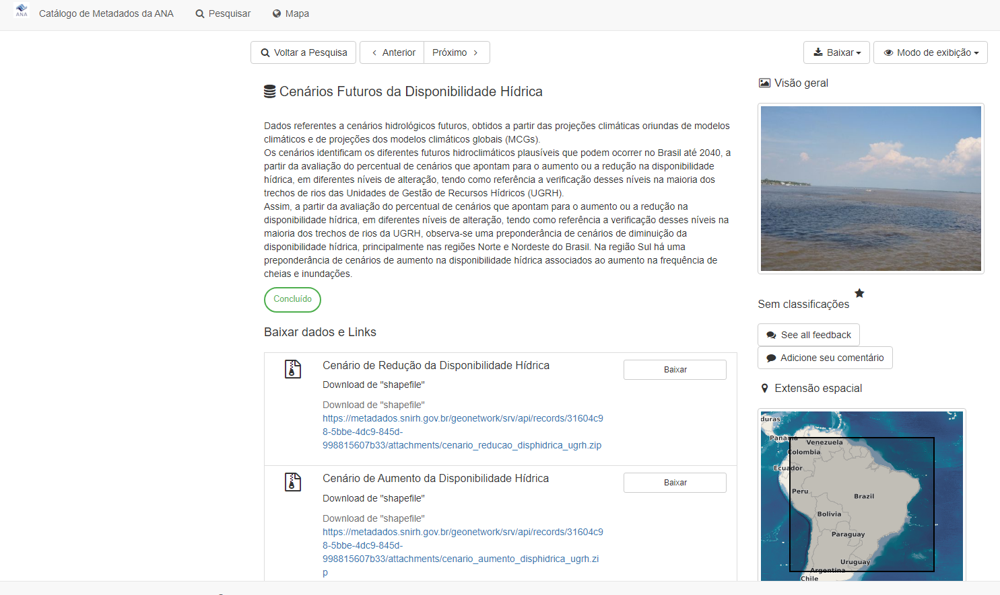 ANA
Catálogo de Metadados da ANA
Pesquisar
Mapa
Voltar a Pesquisa
Anterior
Próximo
Baixar
Modo de exibição
Cenários Futuros da Disponibilidade Hídrica
Dados referentes a cenários hidrológicos futuros, obtidos a partir das projeções climáticas oriundas de modelos
climáticos e de projeções dos modelos climáticos globais (MCGs).
Os cenários identificam os diferentes futuros hidroclimáticos plausíveis que podem ocorrer no Brasil até 2040, a
partir da avaliação do percentual de cenários que apontam para o aumento ou a redução na disponibilidade
hídrica, em diferentes níveis de alteração, tendo como referência a verificação desses níveis na maioria dos
trechos de rios das Unidades de Gestão de Recursos Hídricos (UGRH).
Assim, a partir da avaliação do percentual de cenários que apontam para o aumento ou a redução na
disponibilidade hídrica, em diferentes níveis de alteração, tendo como referência a verificação desses níveis na
maioria dos trechos de rios da UGRH, observa-se uma preponderância de cenários de diminuição da
disponibilidade hídrica, principalmente nas regiões Norte e Nordeste do Brasil. Na região Sul há uma
preponderância de cenários de aumento na disponibilidade hídrica associados ao aumento na frequência de
cheias e inundações.
Concluído
Baixar dados e Links
Cenário de Redução da Disponibilidade Hídrica
Baixar
Download de "shapefile"
Download de "shapefile"
https://metadados.snirh.gov.br/geonetwork/srv/api/records/31604c9
8-5bbe-4dc9-845d-
998815607b33/attachments/cenario_reducao_disphidrica_ugrh.zip
Cenário de Aumento da Disponibilidade Hídrica
Baixar
Download de "shapefile"
Download de "shapefile"
https://metadados.snirh.gov.br/geonetwork/srv/api/records/31604c9
8-5bbe-4dc9-845d-
998815607b33/attachments/cenario_aumento_disphidrica_ugrh.zi
p
Visão geral
Sem classificações
See all feedback
Adicione seu comentário
Extensão espacial
duras
Panama
Venezuela
Colombia
Ecuador
Peru
Brazil
Bolivia
Paraguay
Uruguay
Argentina
Chile